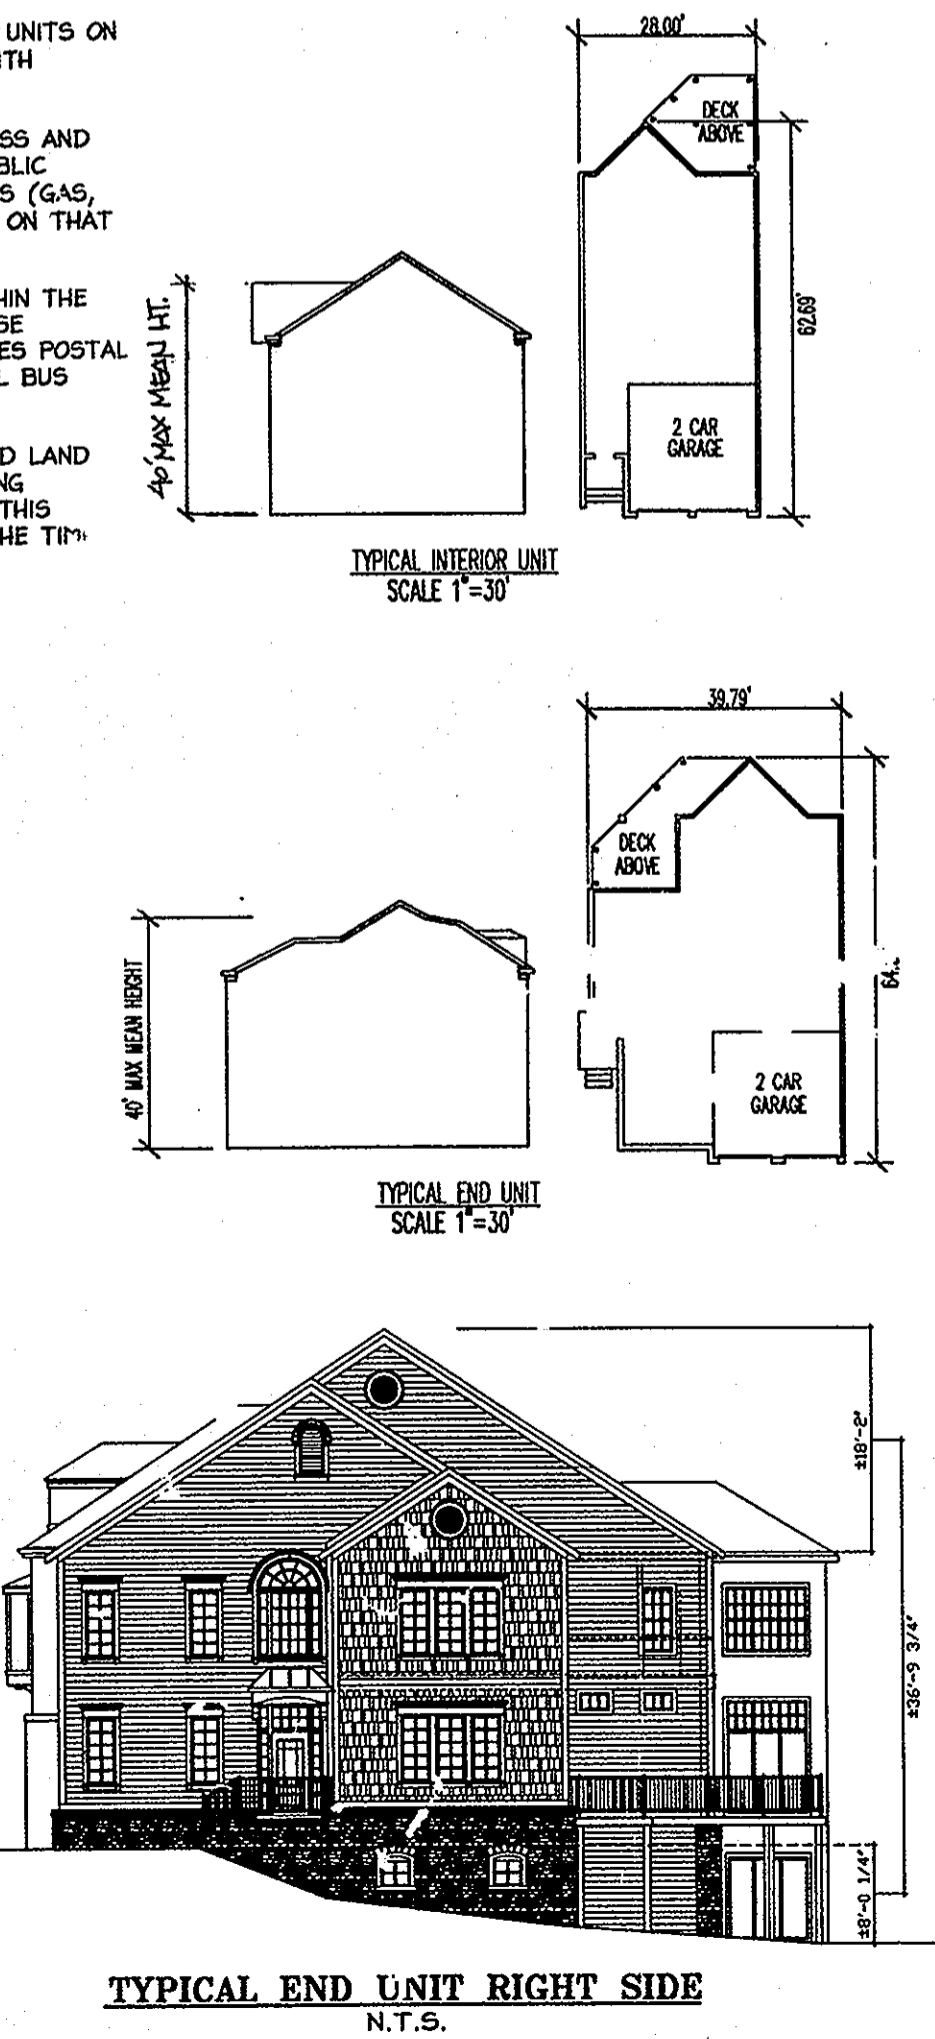 UNITS ON
ITH
SS AND
BLIC
S (GAS,
ON THAT
HIN THE
SE
ES POSTAL
L BUS
D LAND
NG
THIS
HE TIM
28.00'
DECK
ABOVE
62.69'
2 CAR
GARAGE
40' MAX MEAN HT.
TYPICAL INTERIOR UNIT
SCALE 1"=30'
39.79'
DECK
ABOVE
64.
2 CAR
GARAGE
40' MAX MEAN HEIGHT
TYPICAL END UNIT
SCALE 1"=30'
±18'-2"
±36'-9 3/4"
±8'-0 1/4"
TYPICAL END UNIT RIGHT SIDE
N.T.S.